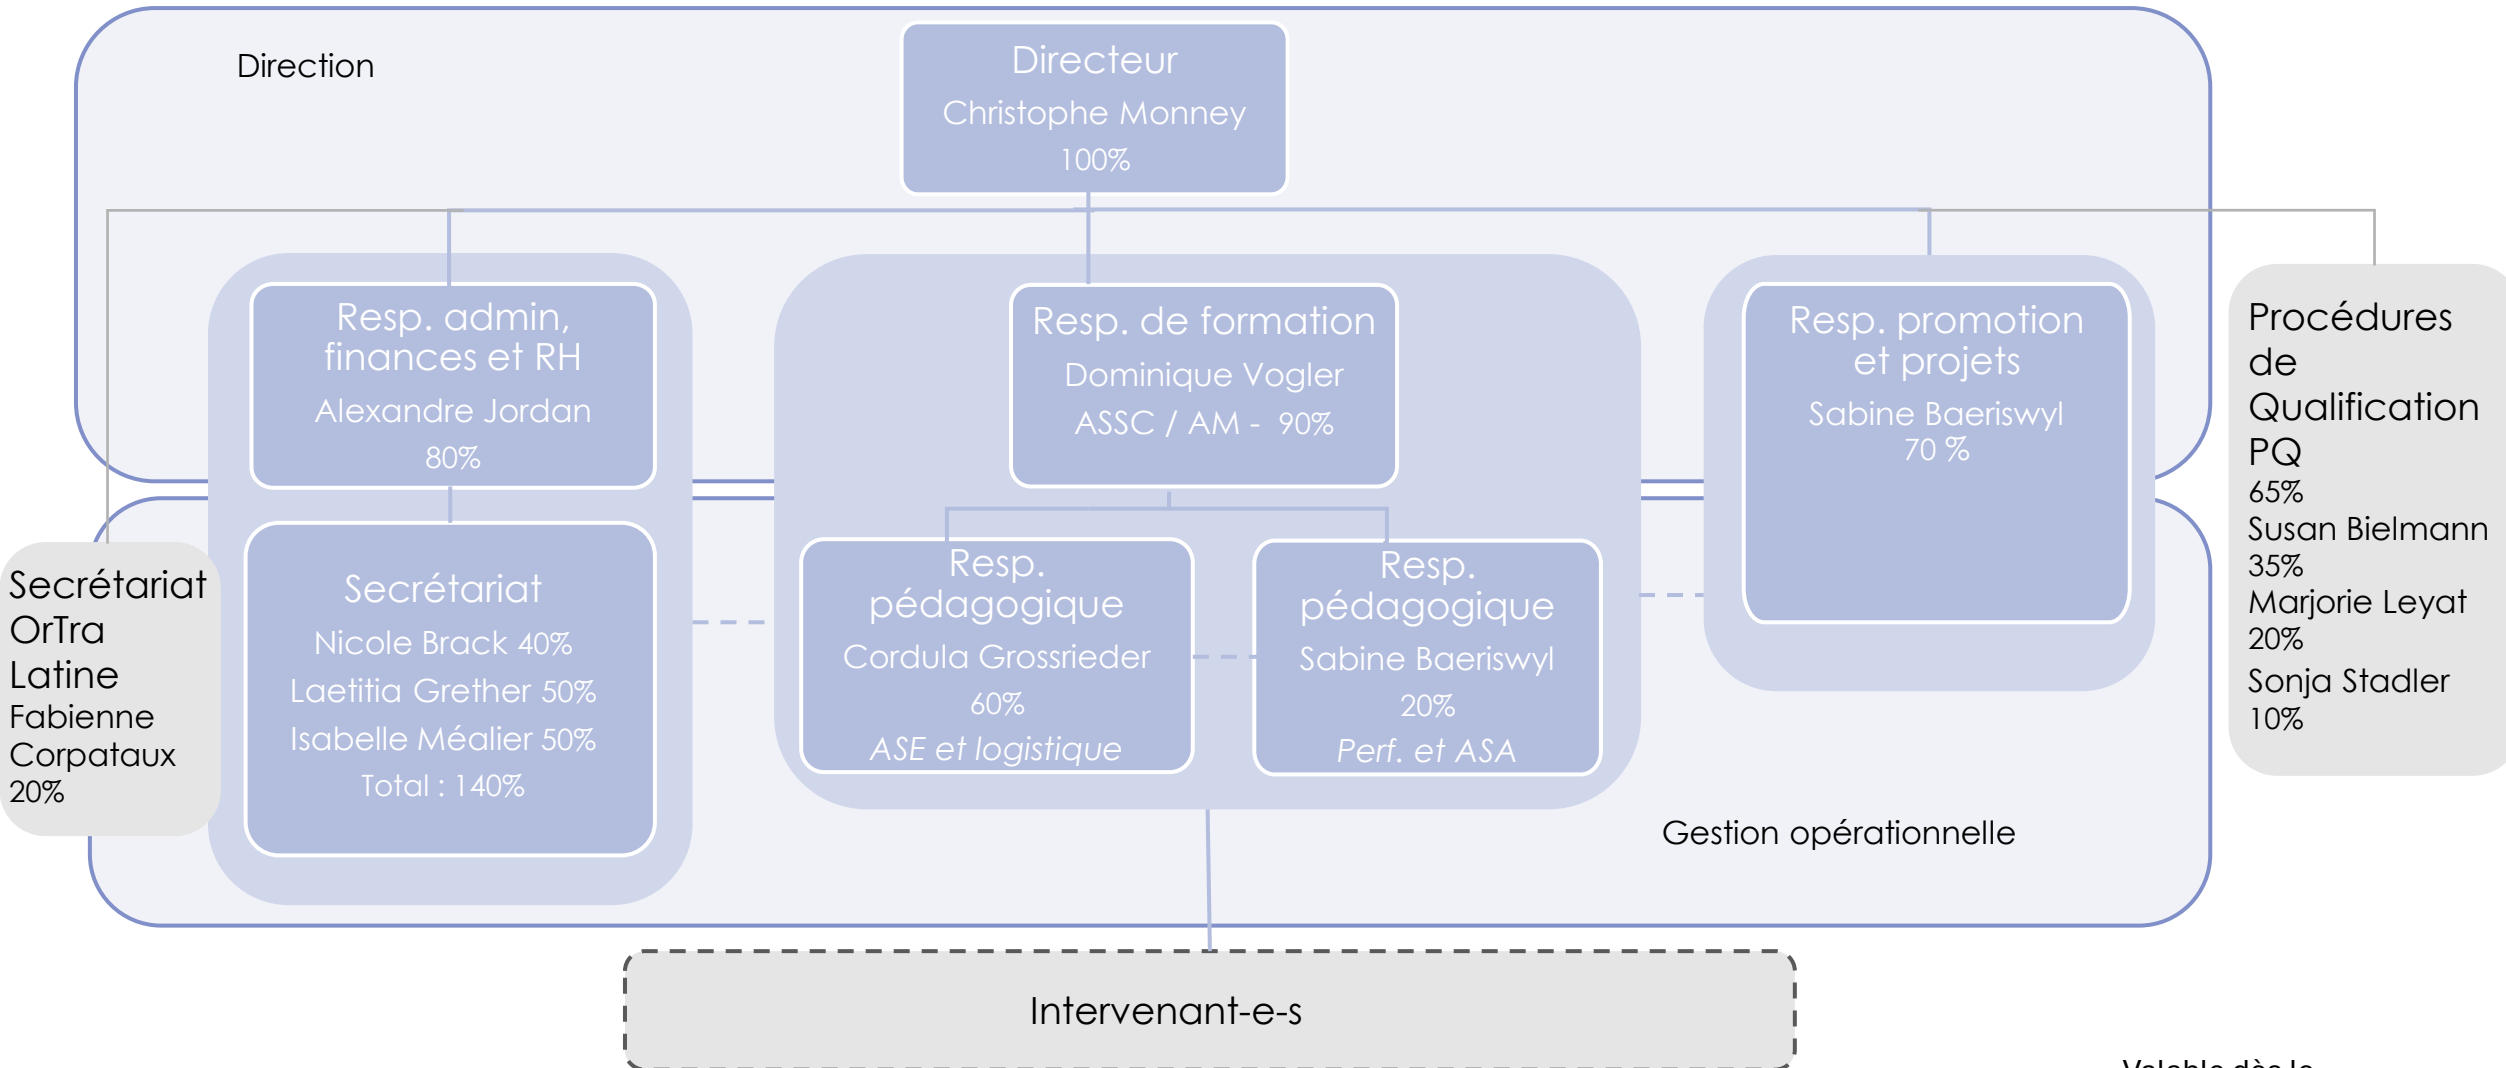 Direction
Directeur
Christophe Monney
100%
Resp. admin,
finances et RH
Alexandre Jordan
80%
Resp. de formation
Dominique Vogler
ASSC / AM - 90%
Resp. promotion
et projets
Sabine Baeriswyl
70 %
Procédures
de
Qualification
PQ
65%
Susan Bielmann
35%
Marjorie Leyat
20%
Sonja Stadler
10%
Secrétariat
OrTra
Latine
Fabienne
Corpataux
20%
Secrétariat
Nicole Brack 40%
Laetitia Grether 50%
Isabelle Méalier 50%
Total : 140%
Resp.
pédagogique
Cordula Grossrieder
60%
ASE et logistique
Resp.
pédagogique
Sabine Baeriswyl
20%
Perf. et ASA
Gestion opérationnelle
Intervenant-e-s
Valable dès le